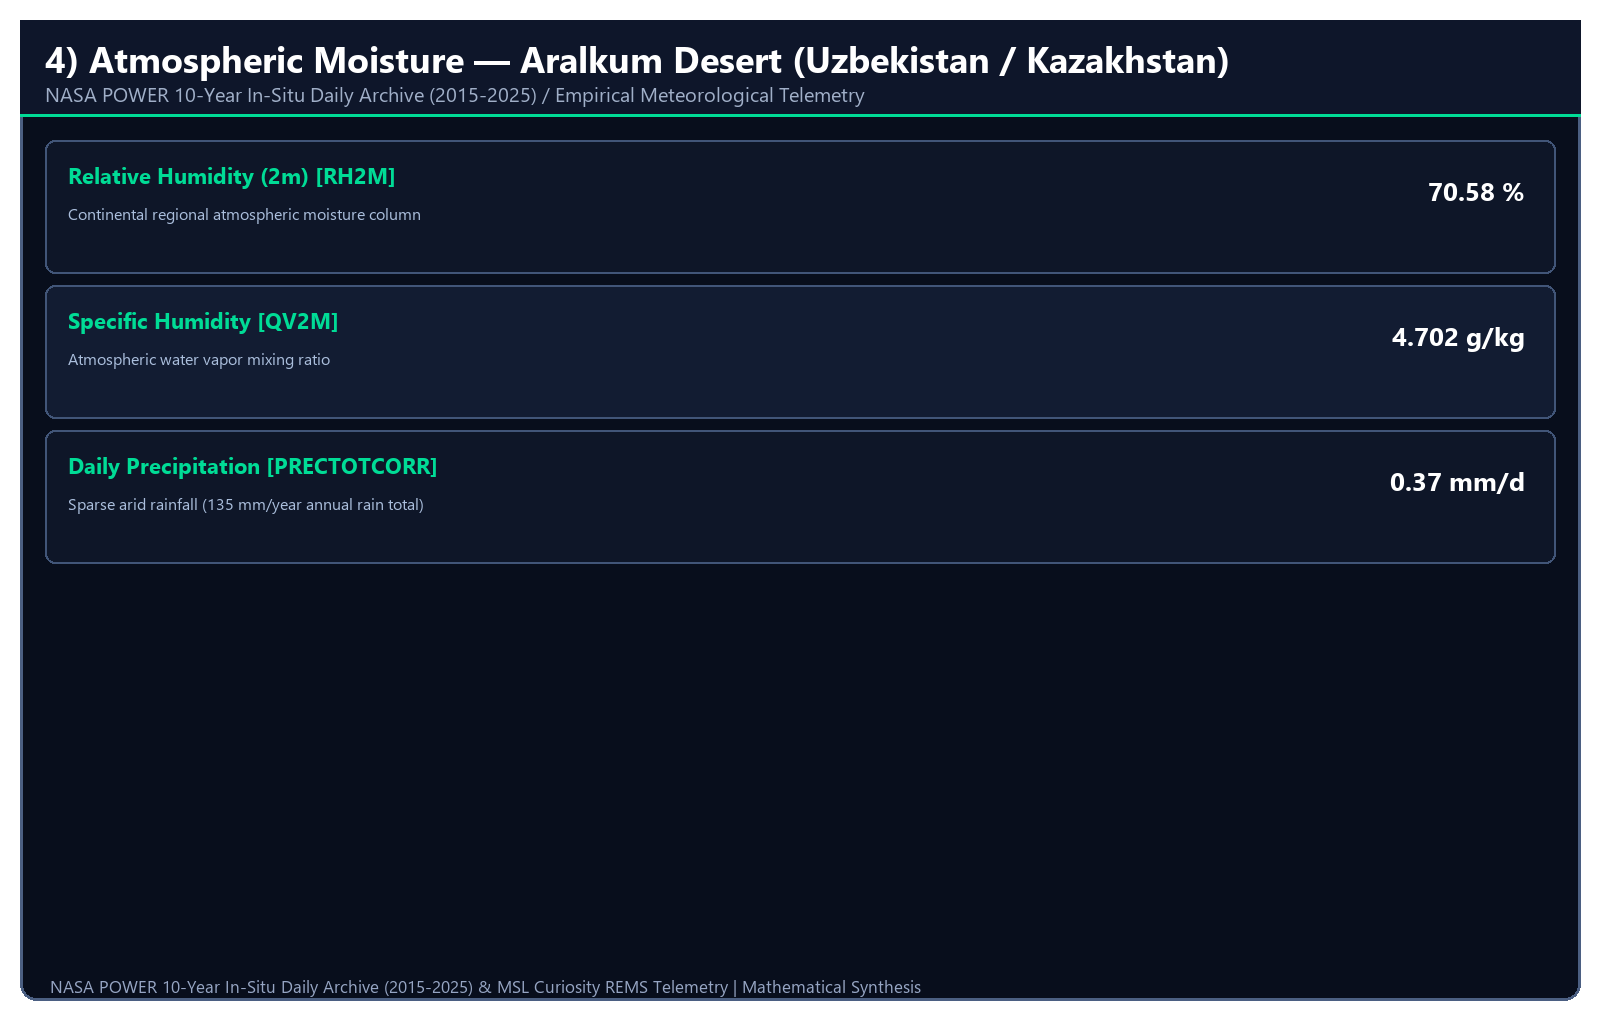 4) Atmospheric Moisture — Aralkum Desert (Uzbekistan / Kazakhstan)
NASA POWER 10-Year In-Situ Daily Archive (2015-2025) / Empirical Meteorological Telemetry
Relative Humidity (2m) [RH2M]
70.58 %
Continental regional atmospheric moisture column
Specific Humidity [QV2M]
4.702 g/kg
Atmospheric water vapor mixing ratio
Daily Precipitation [PRECTOTCORR]
0.37 mm/d
Sparse arid rainfall (135 mm/year annual rain total)
NASA POWER 10-Year In-Situ Daily Archive (2015-2025) & MSL Curiosity REMS Telemetry | Mathematical Synthesis